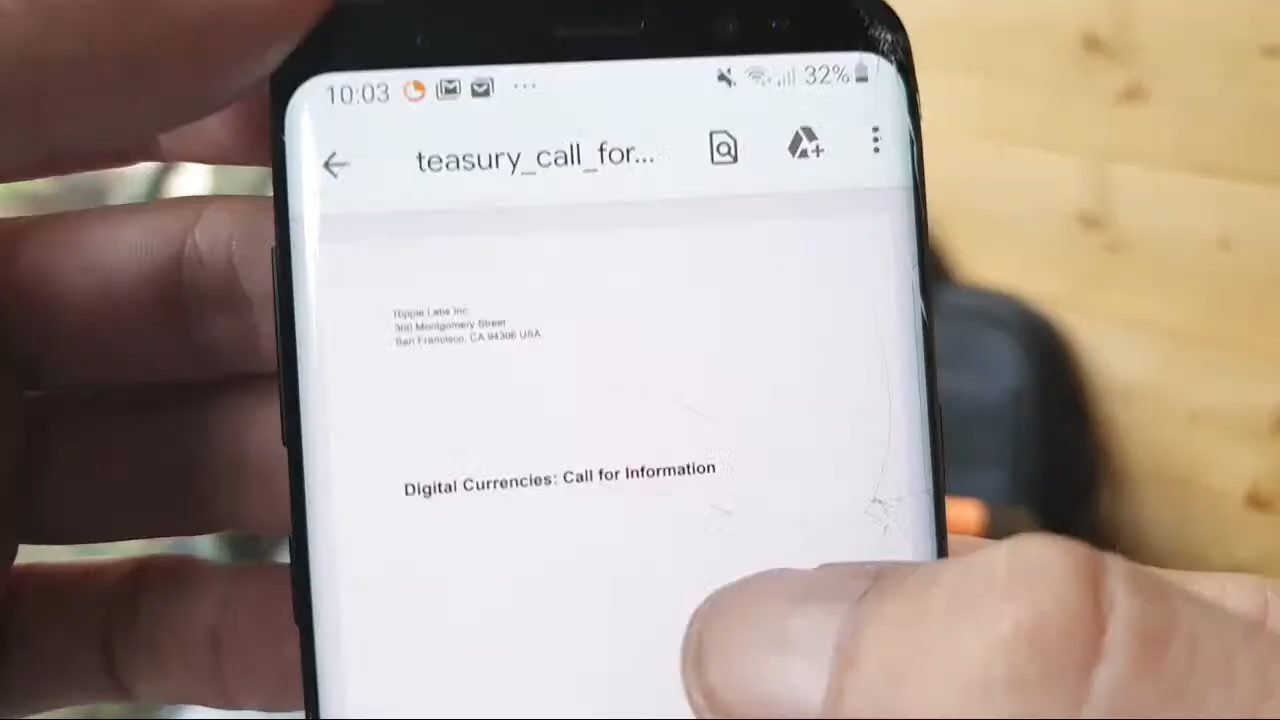 10:03
32%
teasury_call_for...
Ripple Labs Inc.
300 Montgomery Street
San Francisco, CA 94306 USA
Digital Currencies: Call for Information